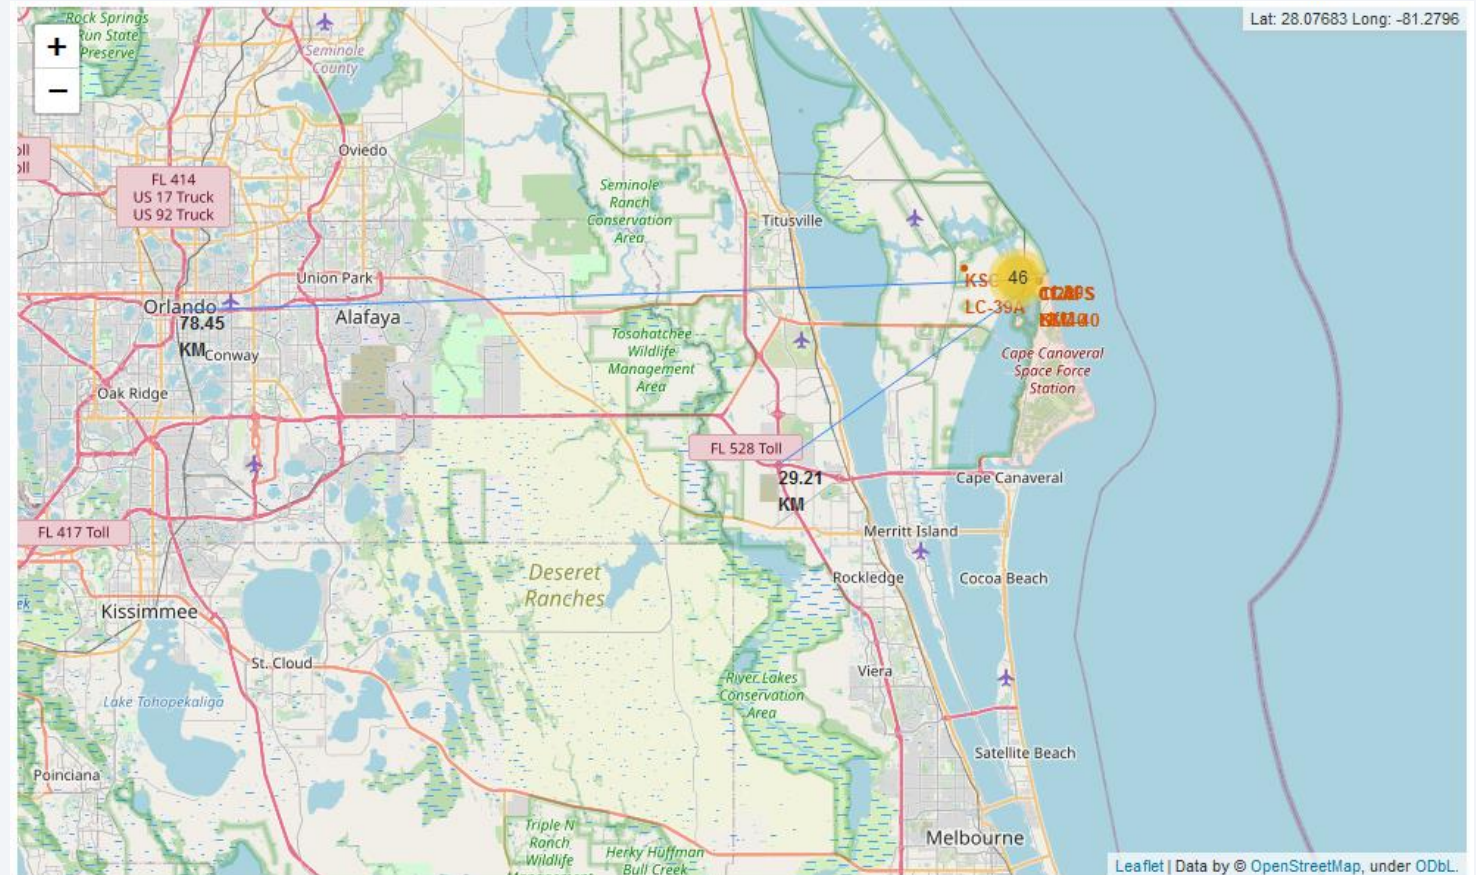 Rock Springs
Run State
Preserve
Seminole
County
Lat: 28.07683 Long: -81.2796
+
−
Oviedo
FL 414
US 17 Truck
US 92 Truck
Seminole
Ranch
Conservation
Area
Titusville
Union Park
46
KSC
LC-39A
Orlando
Alafaya
78.45
KM
Conway
Tosohatchee
Wildlife
Management
Area
Cape Canaveral
Space Force
Station
Oak Ridge
FL 528 Toll
29.21
KM
Cape Canaveral
FL 417 Toll
Merritt Island
Deseret
Ranches
Rockledge
Cocoa Beach
Kissimmee
St. Cloud
Viera
River Lakes
Conservation
Area
Lake Tohopekaliga
Satellite Beach
Poinciana
Triple N
Ranch
Wildlife
Herky Huffman
Bull Creek
Melbourne
Leaflet | Data by © OpenStreetMap, under ODbL.